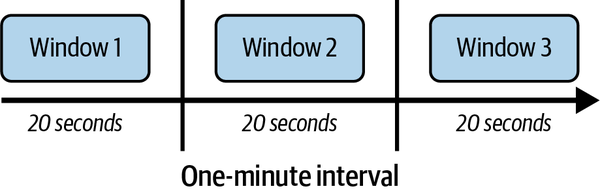 Window 1
Window 2
Window 3
20 seconds
20 seconds
20 seconds
One-minute interval